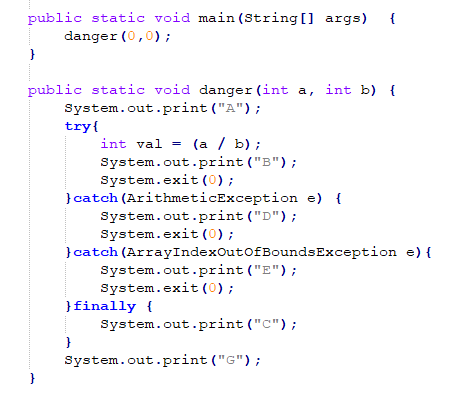 public static void main(String[] args)  {
    danger(0,0);
}

public static void danger(int a, int b) {
    System.out.print("A");
    try{
        int val = (a / b);
        System.out.print("B");
        System.exit(0);
    }catch(ArithmeticException e) {
        System.out.print("D");
        System.exit(0);
    }catch(ArrayIndexOutOfBoundsException e){
        System.out.print("E");
        System.exit(0);
    }finally {
        System.out.print("C");
    }
    System.out.print("G");
}